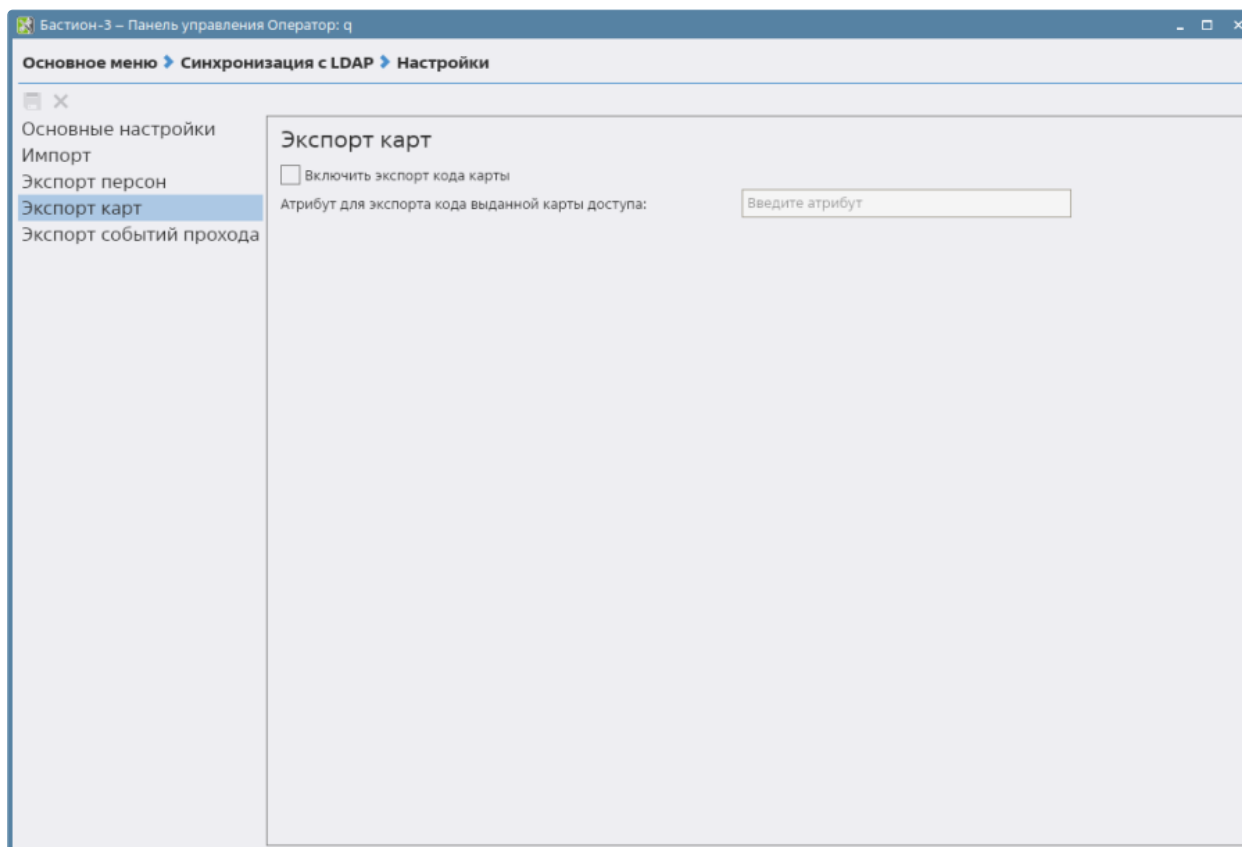 Бастион-3 – Панель управления Оператор: q
Основное меню Синхронизация с LDAP Настройки
Основные настройки
Импорт
Экспорт персон
Экспорт карт
Экспорт событий прохода
Экспорт карт
Включить экспорт кода карты
Атрибут для экспорта кода выданной карты доступа: Введите атрибут